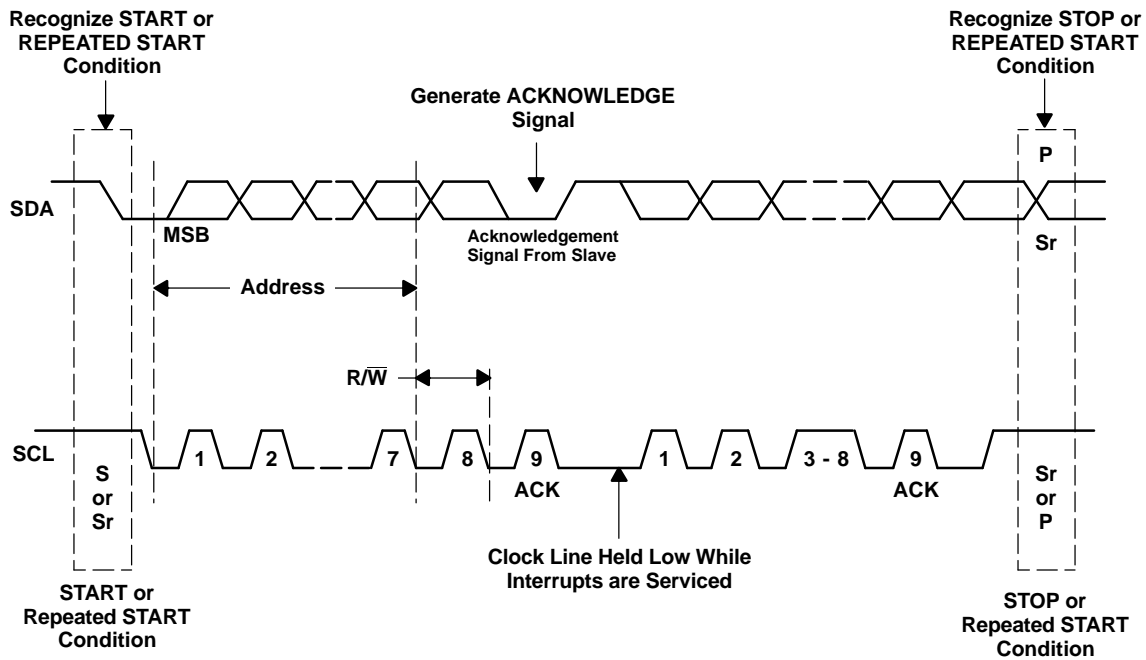 Recognize START or
REPEATED START
Condition
Recognize STOP or
REPEATED START
Condition
Generate ACKNOWLEDGE
Signal
P
SDA
MSB
Acknowledgement
Signal From Slave
Sr
Address
R/W̅
SCL
1
2
7
8
9
1
2
3 - 8
9
ACK
ACK
S
or
Sr
Sr
or
P
Clock Line Held Low While
Interrupts are Serviced
START or
Repeated START
Condition
STOP or
Repeated START
Condition